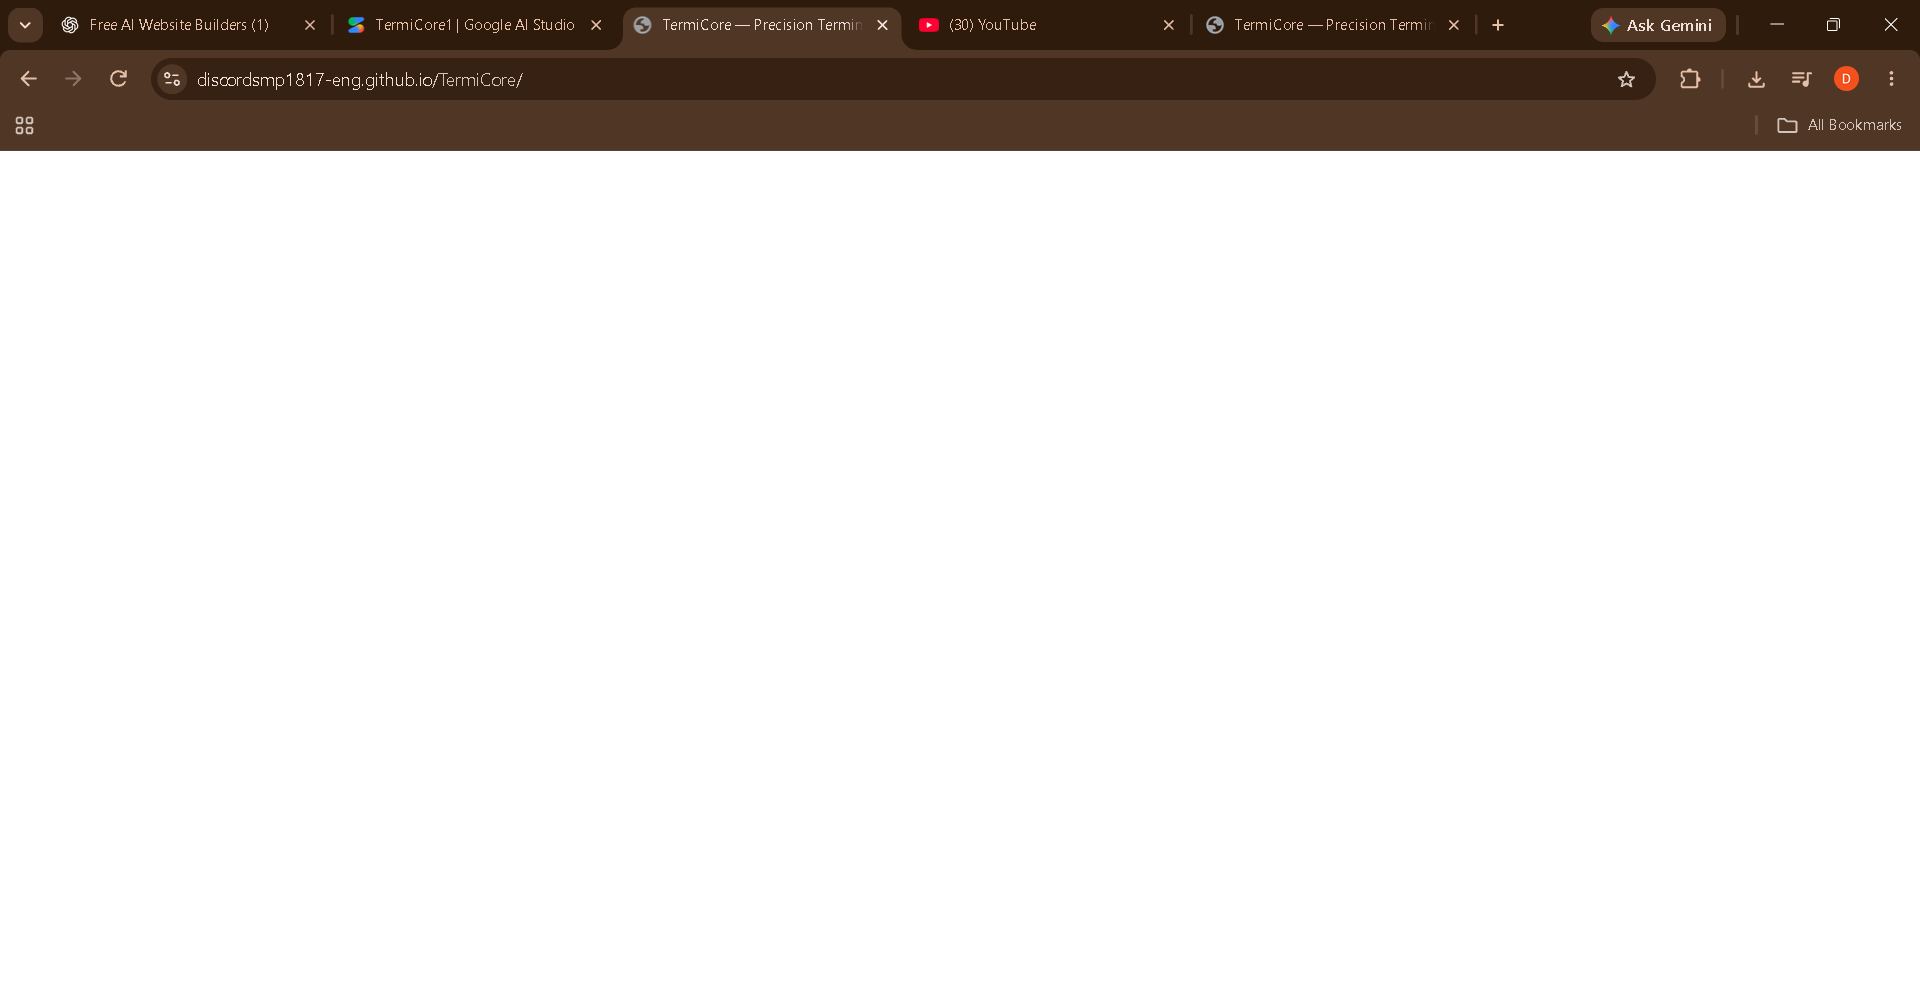 Free AI Website Builders (1)
TermiCore1 | Google AI Studio
TermiCore — Precision Termin
(30) YouTube
TermiCore — Precision Termin
Ask Gemini
discordsmp1817-eng.github.io/TermiCore/
D
All Bookmarks